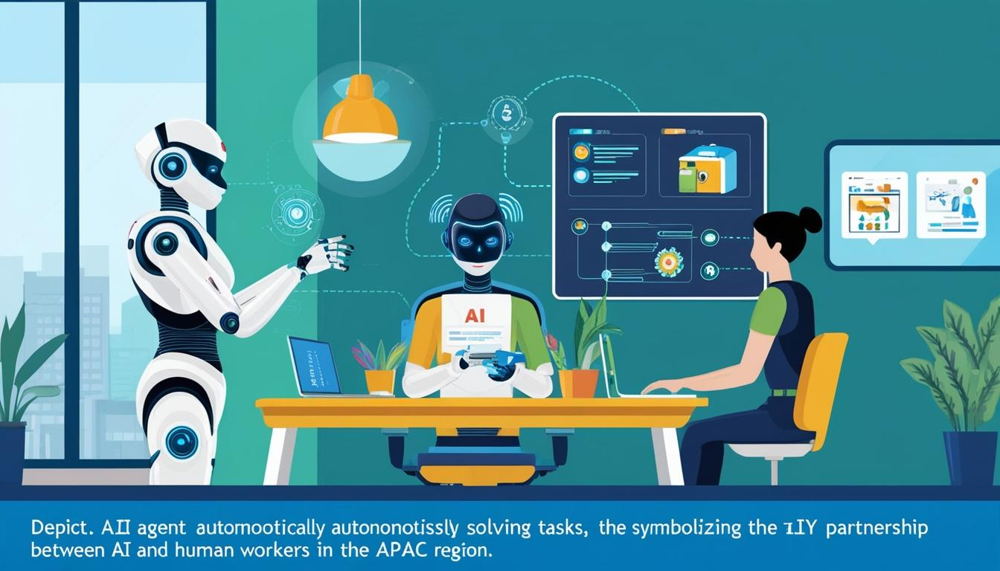 AI
Depict. AII agent automootically autononotissly solving tasks, the symbolizing the 1IY partnership
between AI and human workers in the APAC region.